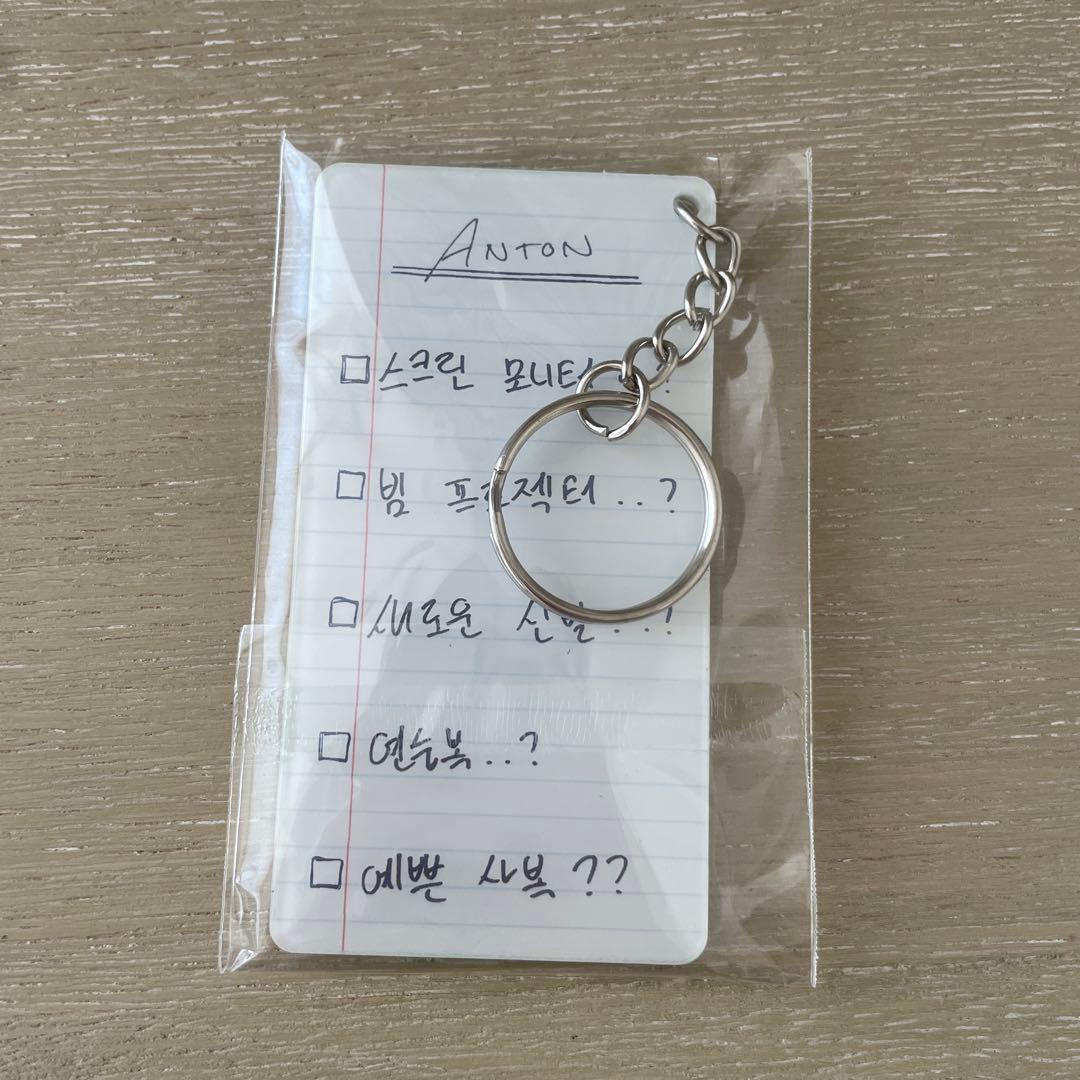 ANTON
□스크린 모니터..?
□ 빔 프로젝터..?
□ 새로운 신발..?
□ 연습복..?
□ 예쁜 사복??